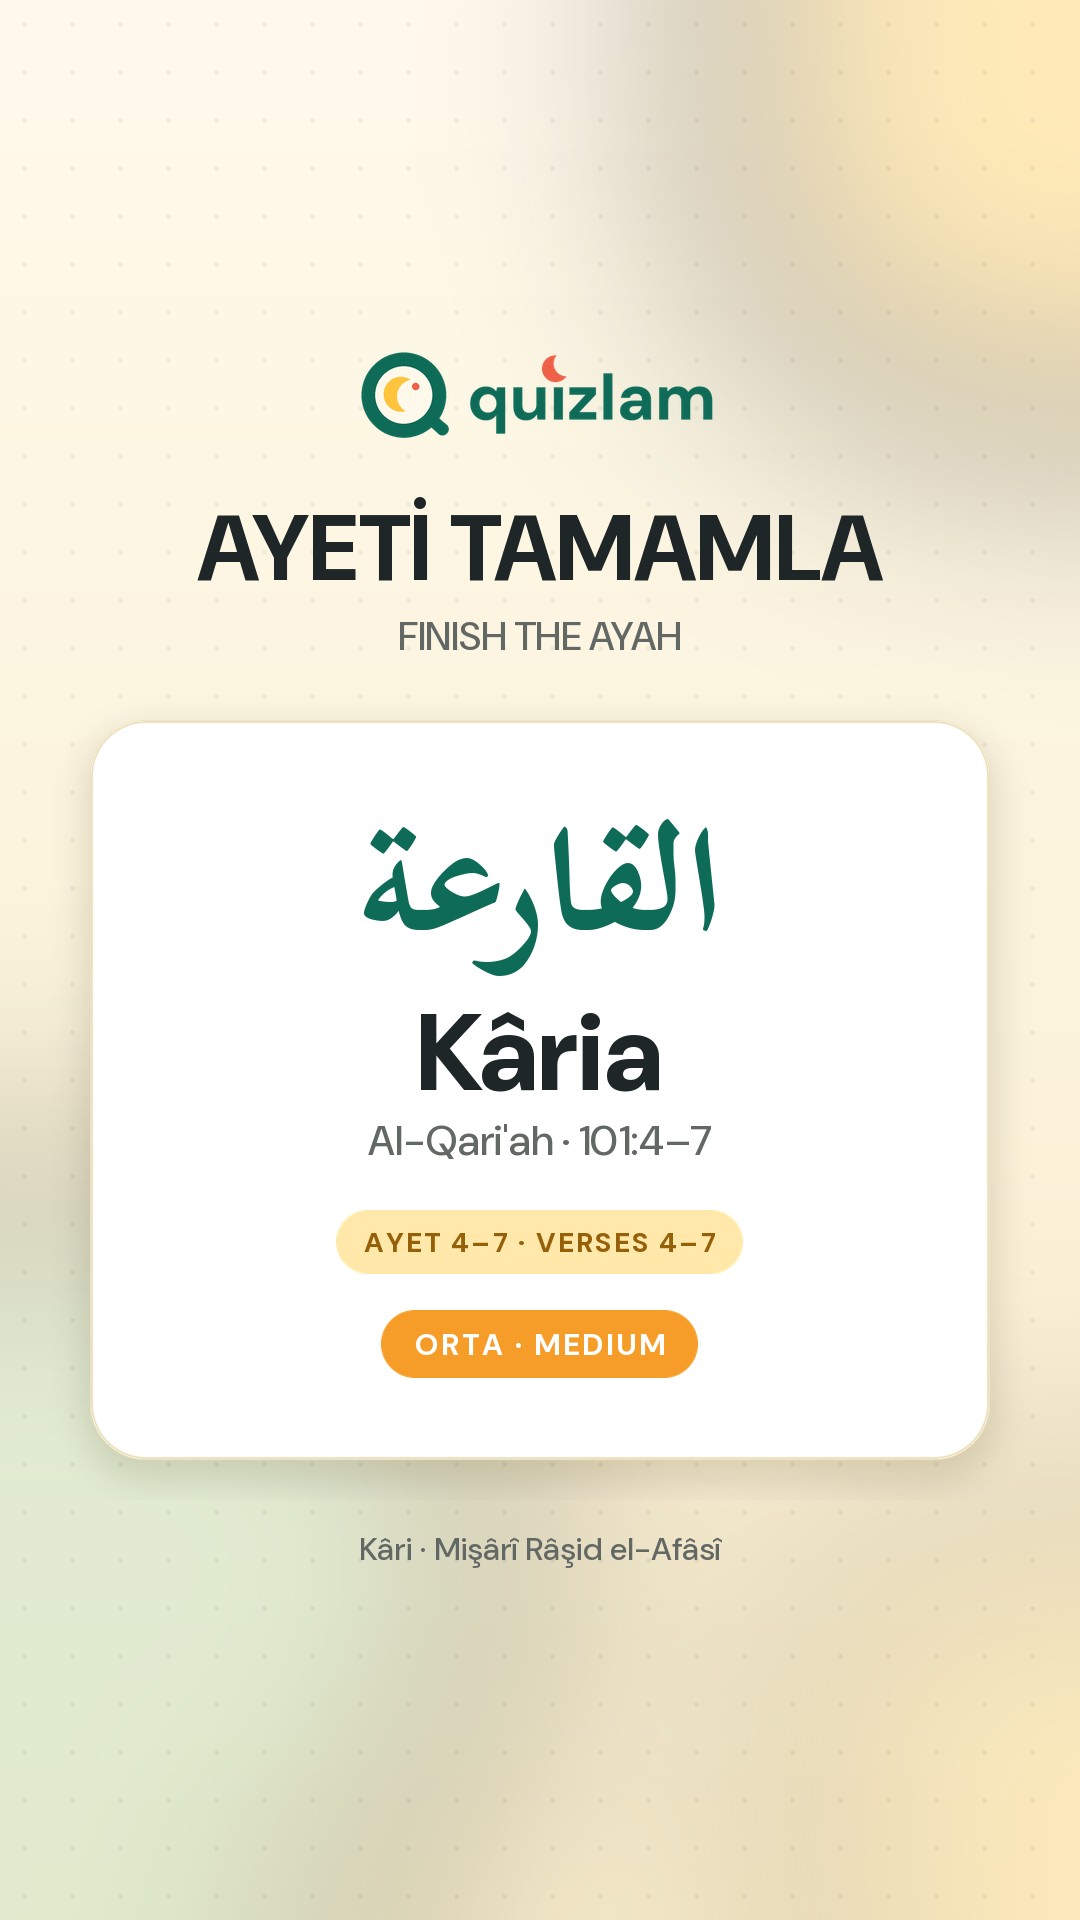 quizlam
AYETİ TAMAMLA
FINISH THE AYAH
القارعة
Kâria
Al-Qari'ah · 101:4–7
AYET 4–7 · VERSES 4–7
ORTA · MEDIUM
Kâri · Mişârî Râşid el-Afâsî